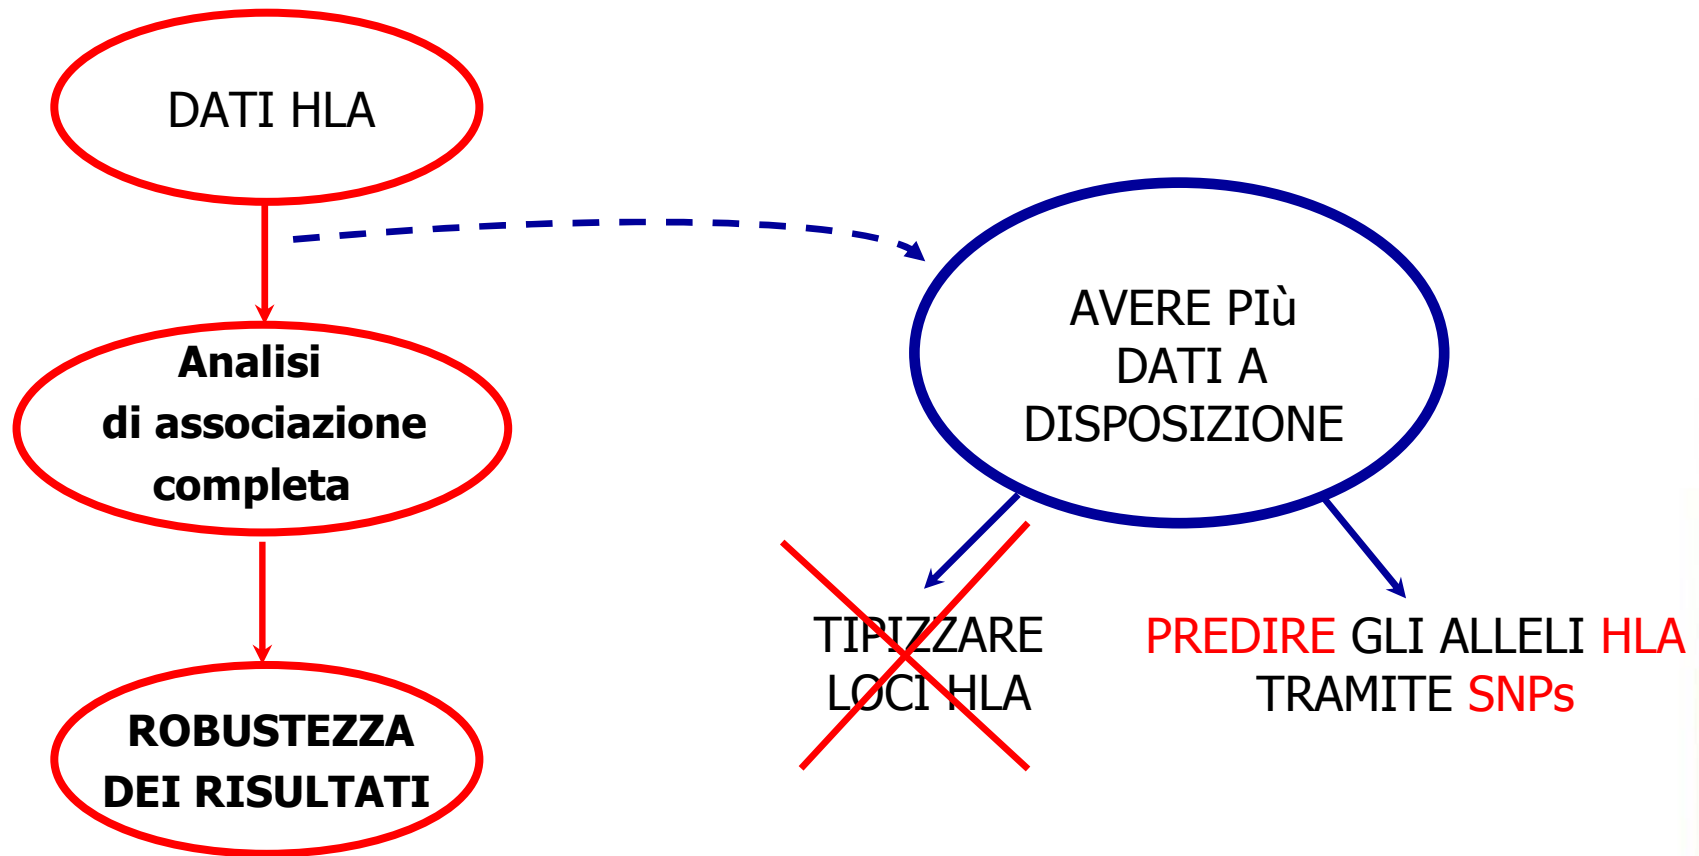 DATI HLA
Analisi
di associazione
completa
ROBUSTEZZA
DEI RISULTATI
AVERE PIù
DATI A
DISPOSIZIONE
TIPIZZARE
LOCI HLA
PREDIRE GLI ALLELI HLA
TRAMITE SNPs